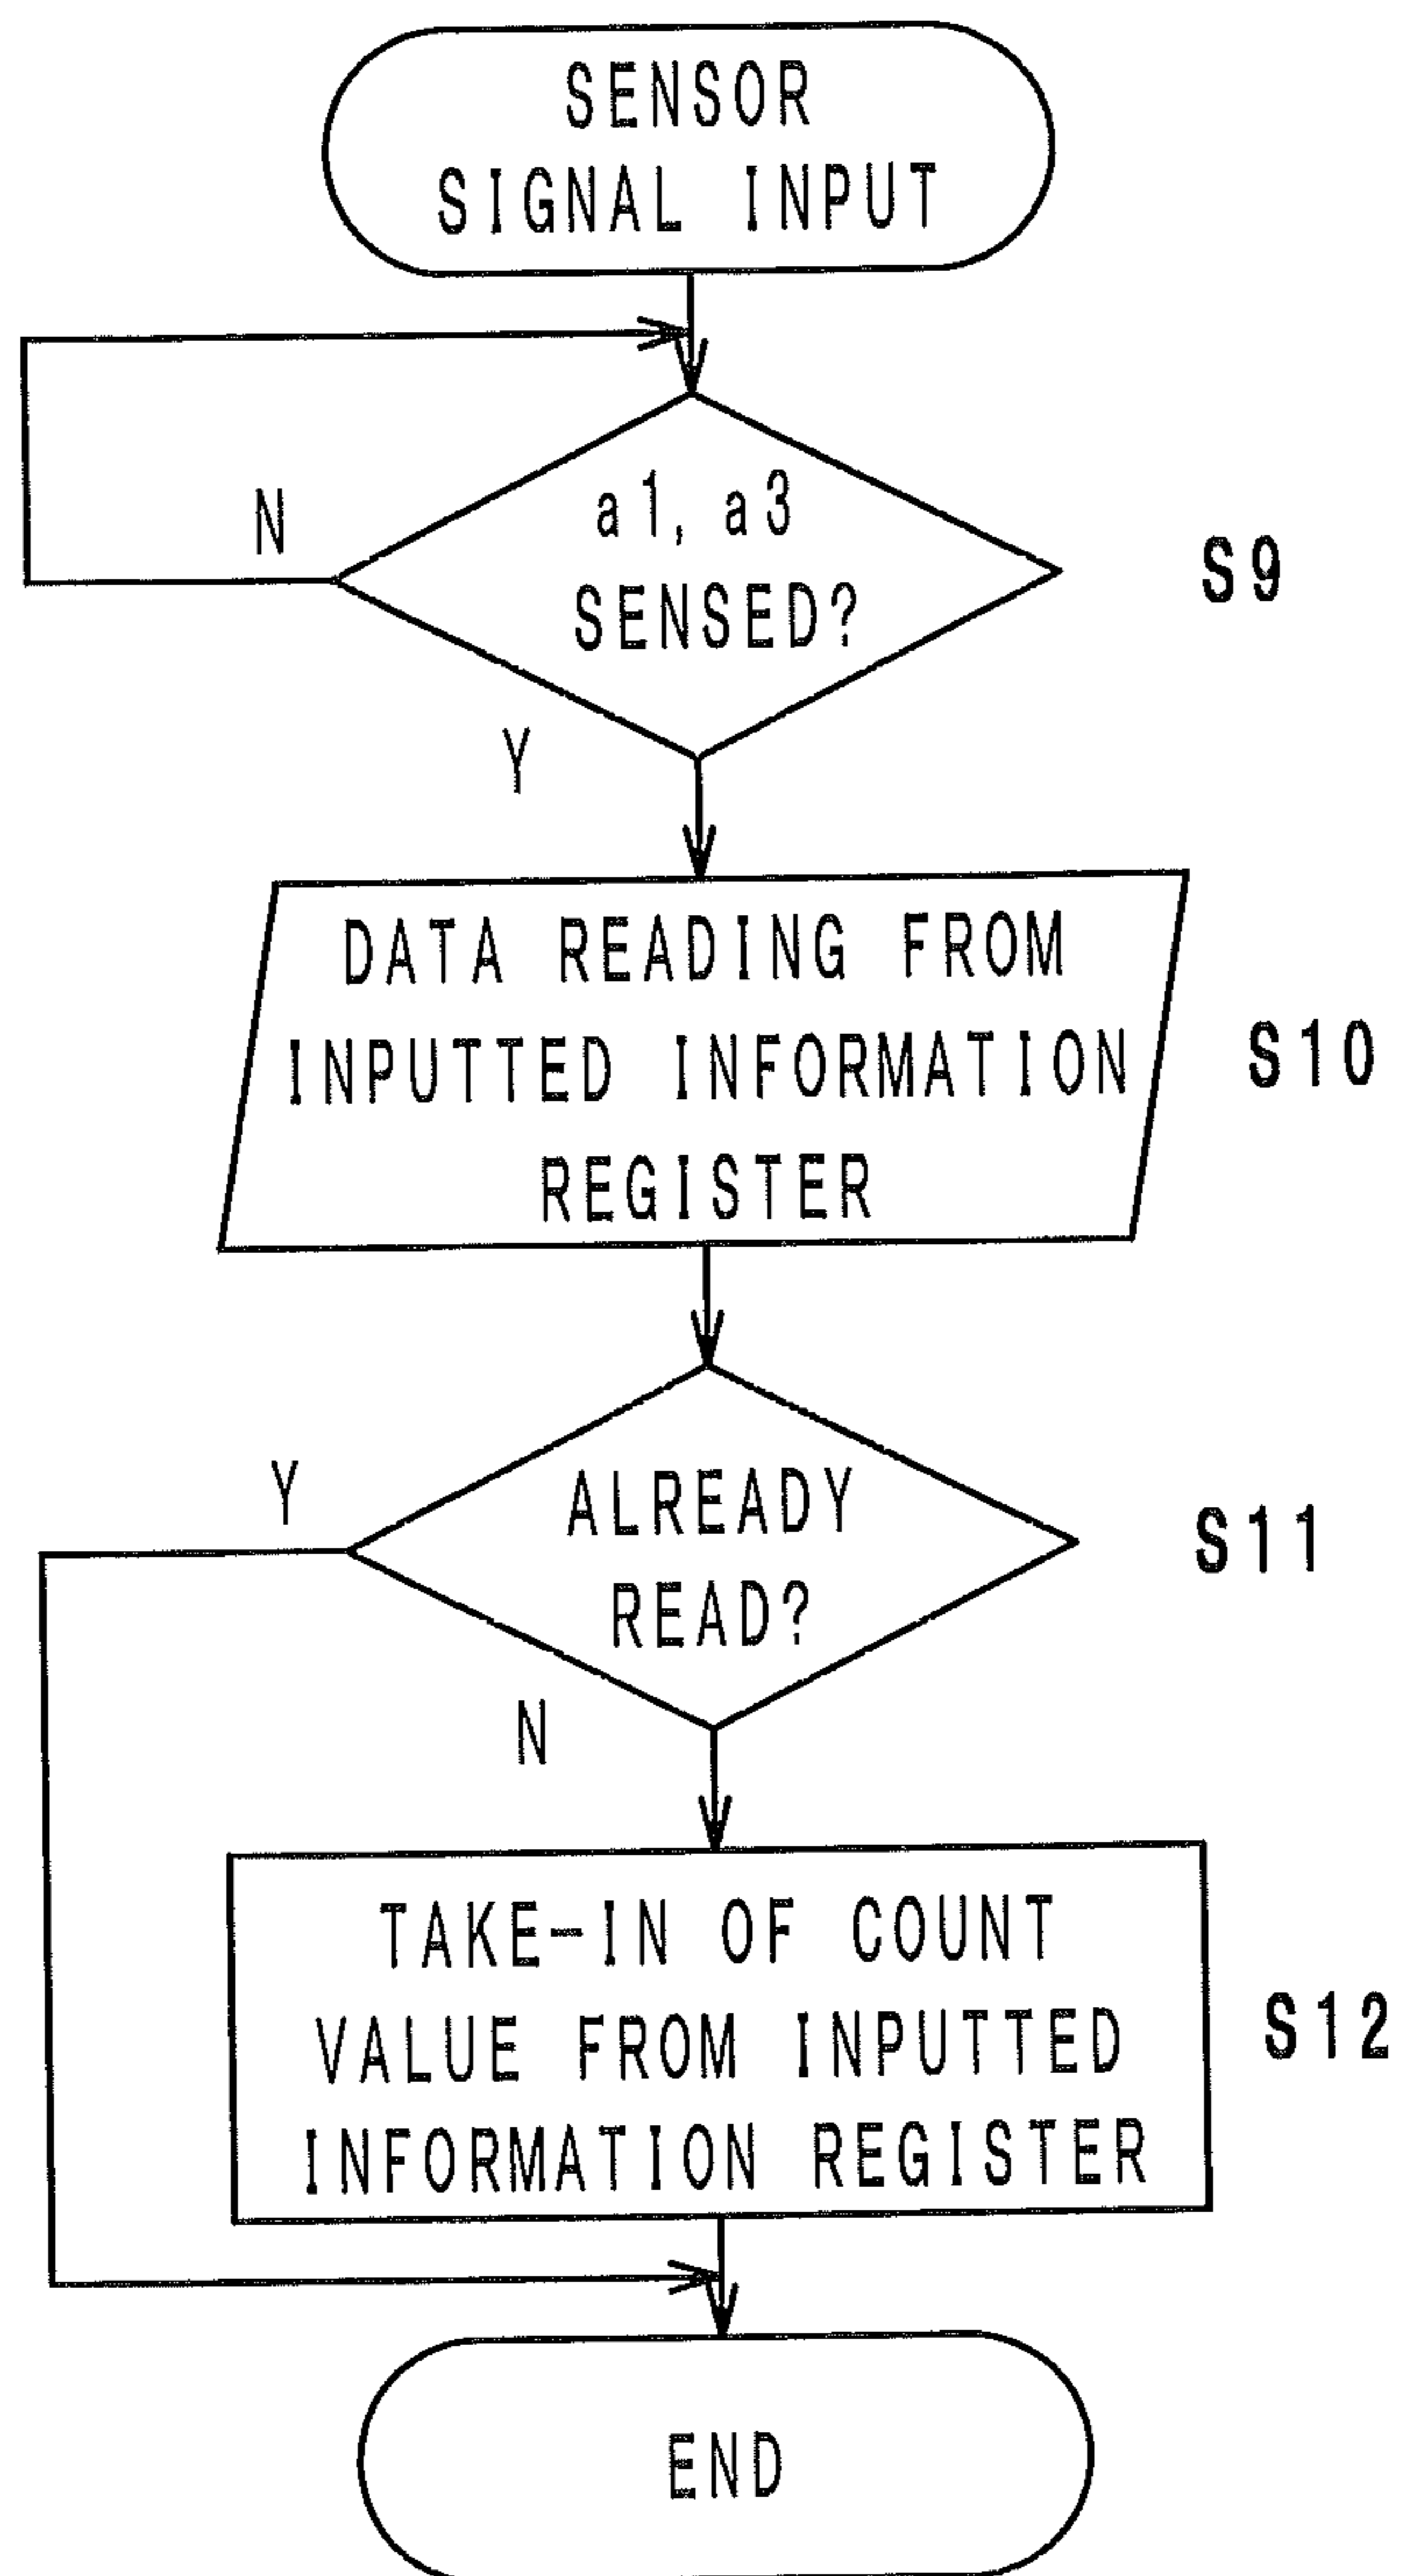 SENSOR
SIGNAL INPUT
N
a1, a3
SENSED?
S9
Y
DATA READING FROM
INPUTTED INFORMATION
REGISTER
S10
Y
ALREADY
READ?
S11
N
TAKE-IN OF COUNT
VALUE FROM INPUTTED
INFORMATION REGISTER
S12
END